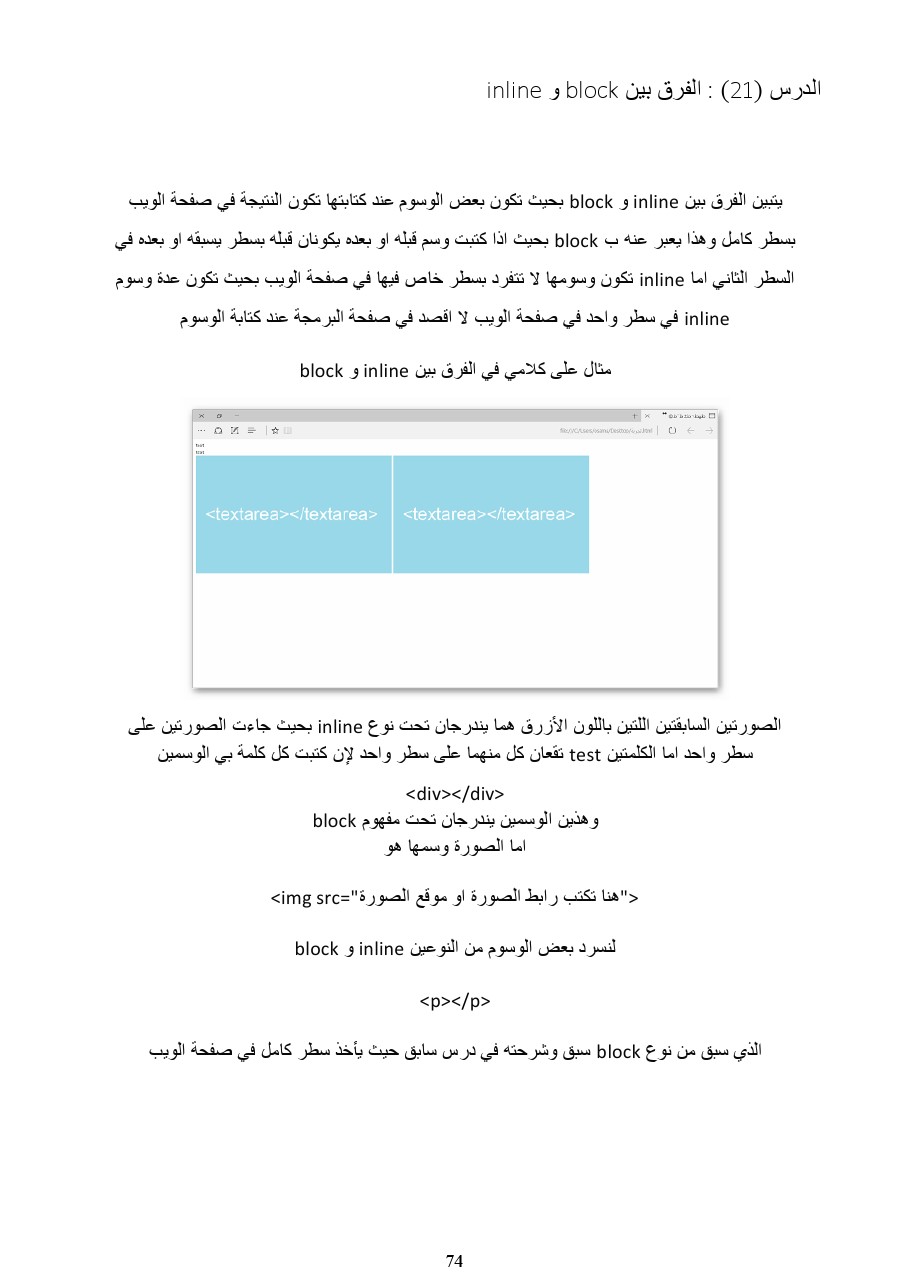 الدرس (21) : الفرق بين block و inline
يتبين الفرق بين inline و block بحيث تكون بعض الوسوم عند كتابتها تكون النتيجة في صفحة الويب
بسطر كامل وهذا يعبر عنه ب block بحيث اذا كتبت وسم قبله او بعده يكونان قبله بسطر يسبقه او بعده في
السطر الثاني اما inline تكون وسومها لا تتفرد بسطر خاص فيها في صفحة الويب بحيث تكون عدة وسوم
inline في سطر واحد في صفحة الويب لا اقصد في صفحة البرمجة عند كتابة الوسوم
مثال على كلامي في الفرق بين inline و block
test
test
<textarea></textarea> <textarea></textarea>
الصورتين السابقتين اللتين باللون الأزرق هما يندرجان تحت نوع inline بحيث جاءت الصورتين على
سطر واحد اما الكلمتين test تقعان كل منهما على سطر واحد لإن كتبت كل كلمة بي الوسمين
<div></div>
وهذين الوسمين يندرجان تحت مفهوم block
اما الصورة وسمها هو
<img src="هنا تكتب رابط الصورة او موقع الصورة">
لنسرد بعض الوسوم من النوعين inline و block
<p></p>
الذي سبق من نوع block سبق وشرحته في درس سابق حيث يأخذ سطر كامل في صفحة الويب
74